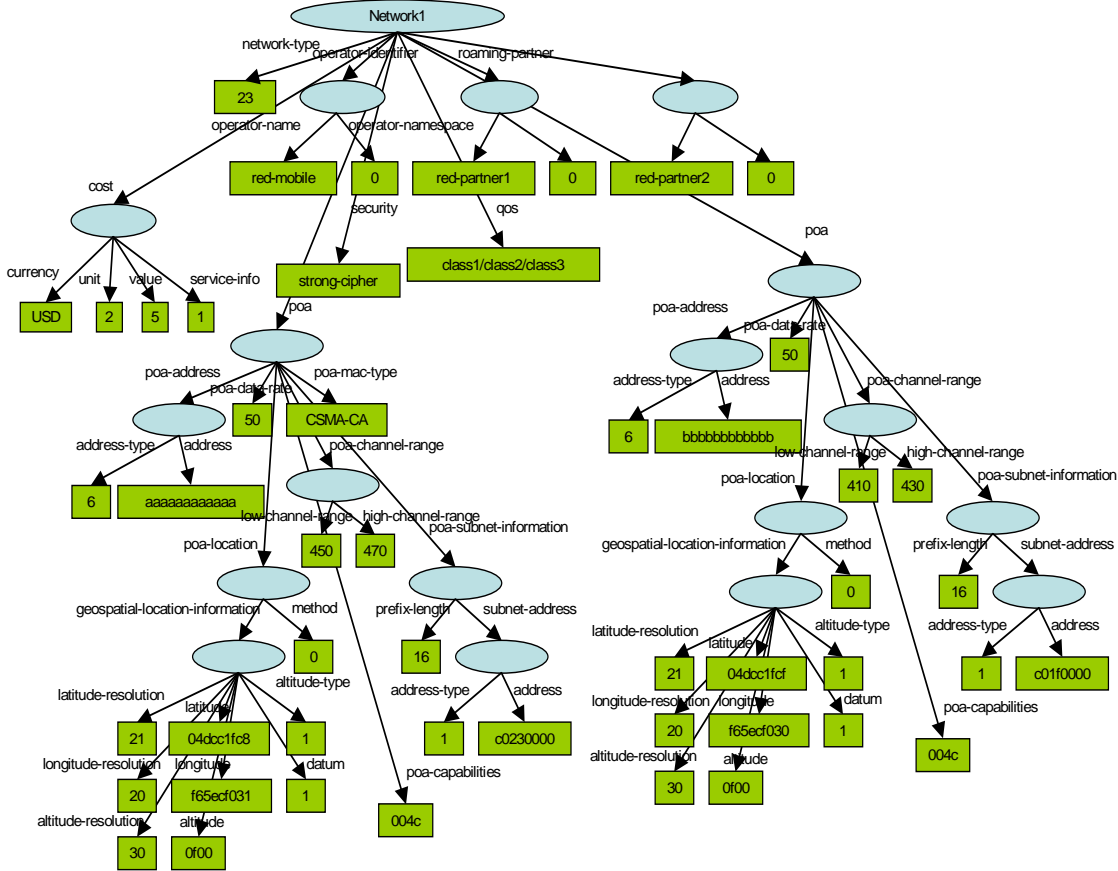 Network1
network-type
operator-identifier
roaming-partner
23
operator-name
operator-namespace
red-mobile
0
red-partner1
0
red-partner2
0
cost
security
qos
poa
currency
unit
value
service-info
strong-cipher
class1/class2/class3
USD
2
5
1
poa
poa-address
poa-data-rate
poa-mac-type
50
CSMA-CA
address-type
address
poa-channel-range
6
aaaaaaaaaaaa
low-channel-range
high-channel-range
poa-subnet-information
450
470
poa-location
geospatial-location-information
method
prefix-length
subnet-address
0
16
altitude-type
address-type
address
latitude-resolution
latitude
21
04dcc1fc8
1
1
c0230000
longitude-resolution
longitude
datum
poa-capabilities
20
f65ecf031
1
altitude-resolution
altitude
004c
30
0f00
poa-address
poa-data-rate
50
address-type
address
poa-channel-range
6
bbbbbbbbbbbb
low-channel-range
high-channel-range
poa-location
410
430
poa-subnet-information
geospatial-location-information
method
prefix-length
subnet-address
0
16
latitude-resolution
latitude
altitude-type
address-type
address
21
04dcc1fcf
1
1
c01f0000
longitude-resolution
longitude
datum
poa-capabilities
20
f65ecf030
1
altitude-resolution
altitude
004c
30
0f00